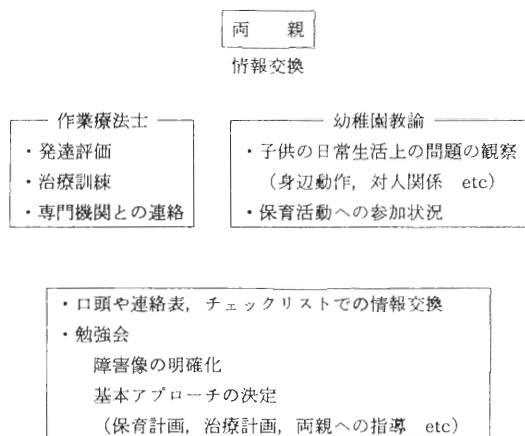 両　親
情報交換
作業療法士
・発達評価
・治療訓練
・専門機関との連絡
幼稚園教諭
・子供の日常生活上の問題の観察
（身辺動作，対人関係　etc）
・保育活動への参加状況
・口頭や連絡表，チェックリストでの情報交換
・勉強会
障害像の明確化
基本アプローチの決定
（保育計画，治療計画，両親への指導　etc）